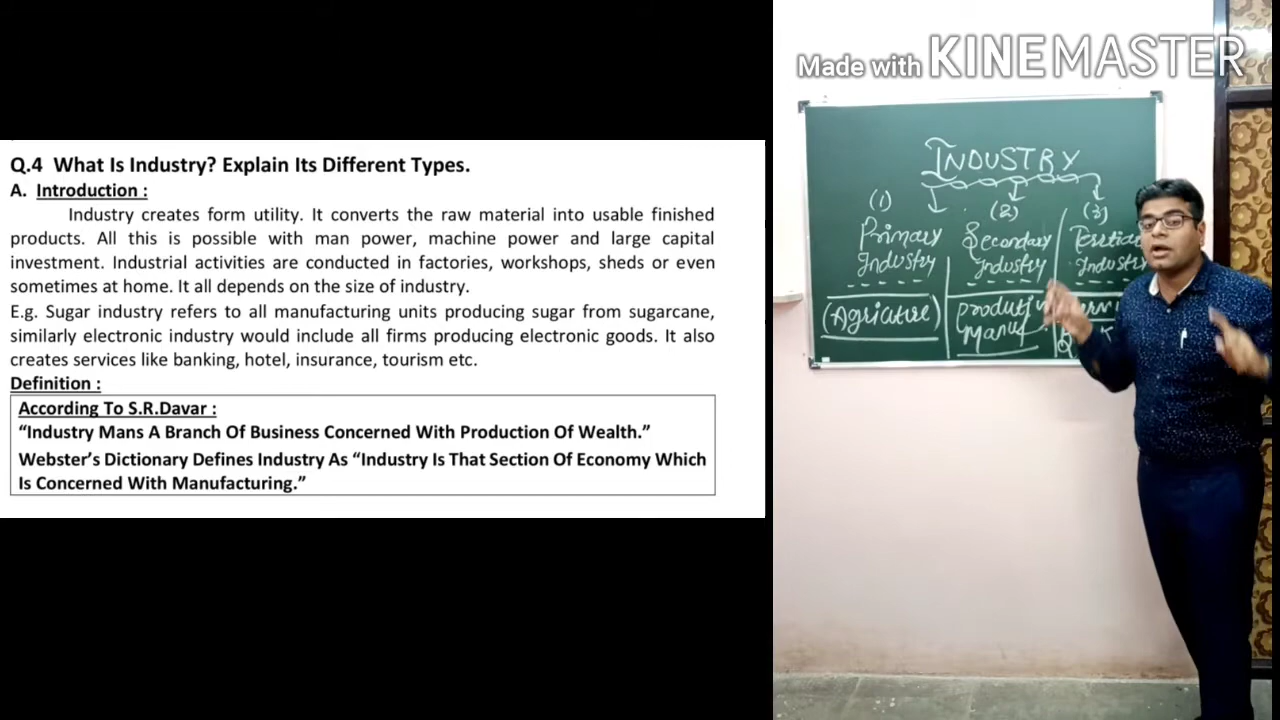 Q.4 What Is Industry? Explain Its Different Types.
A. Introduction :
Industry creates form utility. It converts the raw material into usable finished
products. All this is possible with man power, machine power and large capital
investment. Industrial activities are conducted in factories, workshops, sheds or even
sometimes at home. It all depends on the size of industry.
E.g. Sugar industry refers to all manufacturing units producing sugar from sugarcane,
similarly electronic industry would include all firms producing electronic goods. It also
creates services like banking, hotel, insurance, tourism etc.
Definition :
According To S.R.Davar :
“Industry Mans A Branch Of Business Concerned With Production Of Wealth.”
Webster’s Dictionary Defines Industry As “Industry Is That Section Of Economy Which
Is Concerned With Manufacturing.”
Made with KINEMASTER
INDUSTRY
(1)
Primary
Industry
(2)
Secondary
Industry
(3)
Industry
Manuf